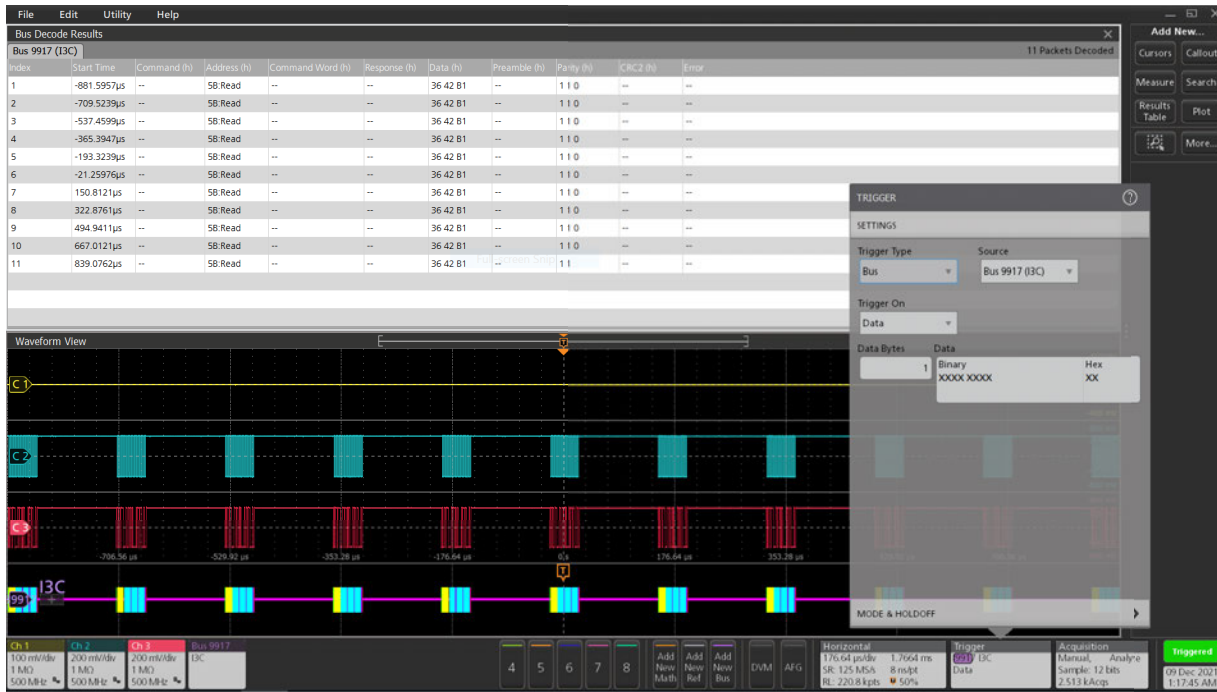 File Edit Utility Help
Bus Decode Results
Add New...
Bus 9917 (I3C) 11 Packets Decoded
Cursors Callout
Index Start Time Command (h) Address (h) Command Word (h) Response (h) Data (h) Preamble (h) Parity (h) CRC2 (h) Error
1 -881.5957µs -- 5B:Read -- -- 36 42 B1 -- 1 1 0 -- --
Measure Search
2 -709.5239µs -- 5B:Read -- -- 36 42 B1 -- 1 1 0 -- --
Results Table Plot
3 -537.4599µs -- 5B:Read -- -- 36 42 B1 -- 1 1 0 -- --
4 -365.3947µs -- 5B:Read -- -- 36 42 B1 -- 1 1 0 -- --
More...
5 -193.3239µs -- 5B:Read -- -- 36 42 B1 -- 1 1 0 -- --
6 -21.25976µs -- 5B:Read -- -- 36 42 B1 -- 1 1 0 -- --
7 150.8121µs -- 5B:Read -- -- 36 42 B1 -- 1 1 0 -- --
8 322.8761µs -- 5B:Read -- -- 36 42 B1 -- 1 1 0 -- --
9 494.9411µs -- 5B:Read -- -- 36 42 B1 -- 1 1 0 -- --
10 667.0121µs -- 5B:Read -- -- 36 42 B1 -- 1 1 0 -- --
11 839.0762µs -- 5B:Read -- -- 36 42 B1 -- 1 1 -- --
Full-screen Snip
TRIGGER
SETTINGS
Trigger Type Source
Bus Bus 9917 (I3C)
Trigger On
Data
Data Bytes Data
1 Binary Hex
XXXX XXXX XX
MODE & HOLDOFF
Waveform View
T
C 1
C 2
C 3
-706.56 µs -529.92 µs -353.28 µs -176.64 µs 0 s 176.64 µs 353.28 µs
T
I3C
991
Ch 1 Ch 2 Ch 3 Bus 9917
100 mV/div 200 mV/div 200 mV/div I3C
1 MΩ 1 MΩ 1 MΩ
500 MHz 500 MHz 500 MHz
4 5 6 7 8
Add New Math
Add New Ref
Add New Bus
DVM AFG
Horizontal
176.64 µs/div 1.7664 ms
SR: 125 MS/s 8 ns/pt
RL: 220.8 kpts 50%
Trigger
991 I3C
Data
Acquisition
Manual, Analyze
Sample: 12 bits
2.513 kAcqs
Triggered
09 Dec 2021
1:17:45 AM